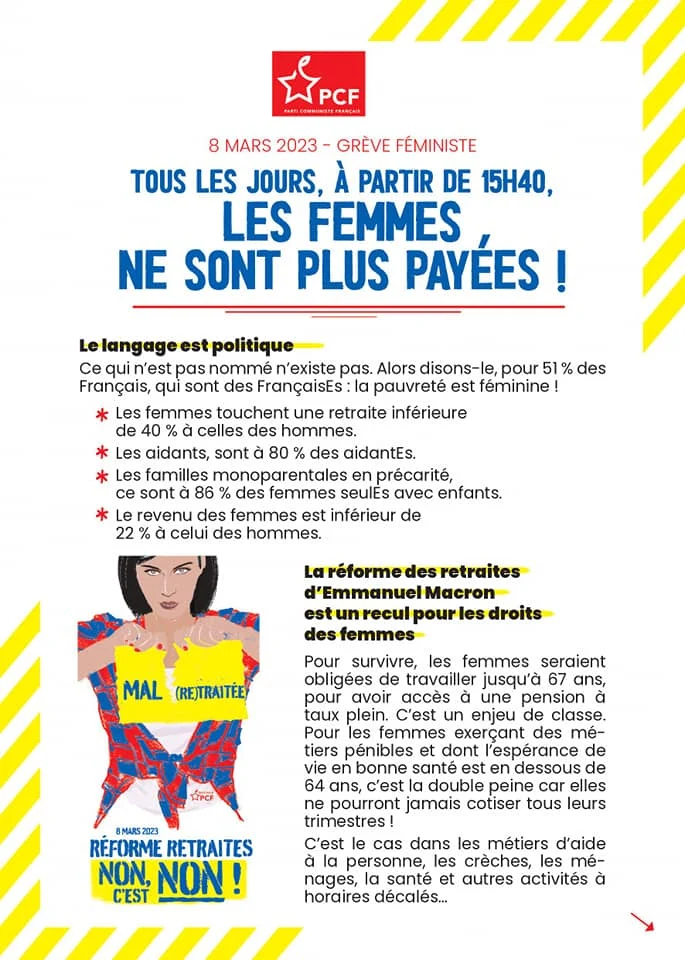 PCF
PARTI COMMUNISTE FRANÇAIS
8 MARS 2023 - GRÈVE FÉMINISTE
TOUS LES JOURS, À PARTIR DE 15H40,
LES FEMMES
NE SONT PLUS PAYÉES !
Le langage est politique
Ce qui n'est pas nommé n'existe pas. Alors disons-le, pour 51 % des
Français, qui sont des FrançaisEs : la pauvreté est féminine !
* Les femmes touchent une retraite inférieure
de 40 % à celles des hommes.
* Les aidants, sont à 80 % des aidantEs.
* Les familles monoparentales en précarité,
ce sont à 86 % des femmes seulEs avec enfants.
* Le revenu des femmes est inférieur de
22 % à celui des hommes.
MAL (RE)TRAITÉE
PCF
8 MARS 2023
RÉFORME RETRAITES
NON,
C'EST NON !
La réforme des retraites
d'Emmanuel Macron
est un recul pour les droits
des femmes
Pour survivre, les femmes seraient
obligées de travailler jusqu'à 67 ans,
pour avoir accès à une pension à
taux plein. C'est un enjeu de classe.
Pour les femmes exerçant des mé-
tiers pénibles et dont l'espérance de
vie en bonne santé est en dessous de
64 ans, c'est la double peine car elles
ne pourront jamais cotiser tous leurs
trimestres !
C'est le cas dans les métiers d'aide
à la personne, les crèches, les mé-
nages, la santé et autres activités à
horaires décalés...